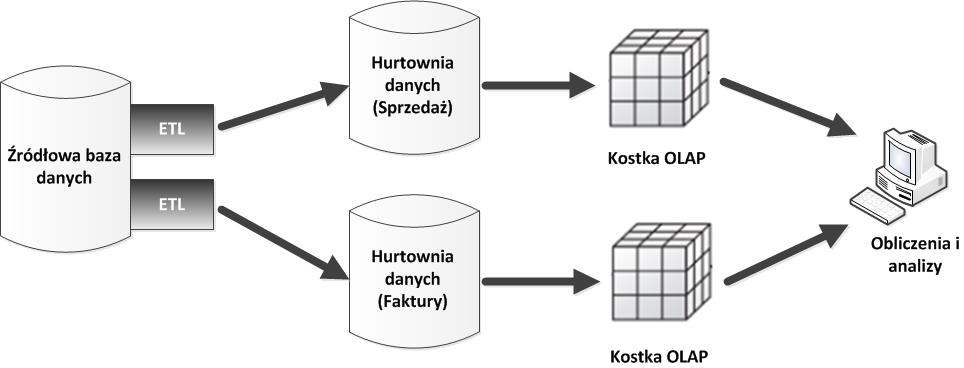 Źródłowa baza
danych
ETL
ETL
Hurtownia
danych
(Sprzedaż)
Kostka OLAP
Hurtownia
danych
(Faktury)
Kostka OLAP
Obliczenia i
analizy